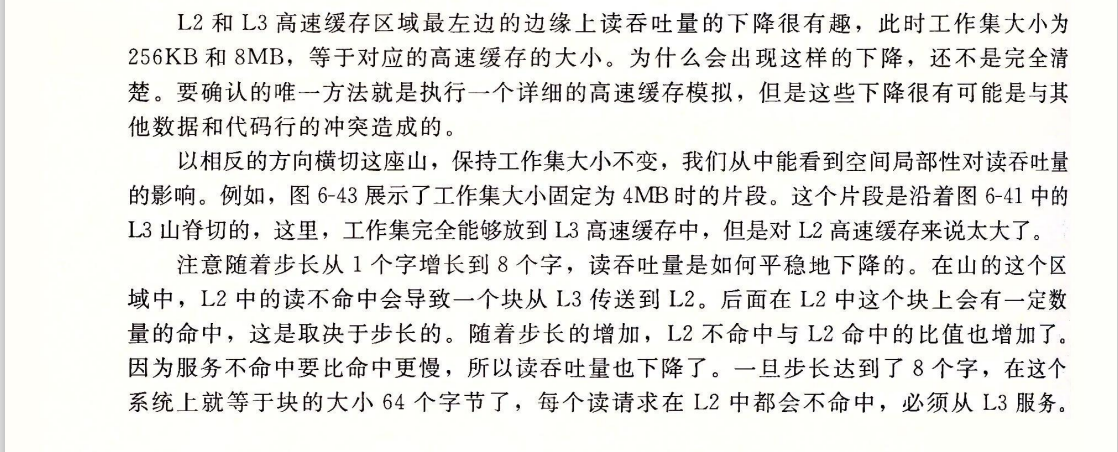 L2 和 L3 高速缓存区域最左边的边缘上读吞吐量的下降很有趣，此时工作集大小为
256KB 和 8MB，等于对应的高速缓存的大小。为什么会出现这样的下降，还不是完全清
楚。要确认的唯一方法就是执行一个详细的高速缓存模拟，但是这些下降很有可能是与其
他数据和代码行的冲突造成的。
以相反的方向横切这座山，保持工作集大小不变，我们从中能看到空间局部性对读吞吐量
的影响。例如，图 6-43 展示了工作集大小固定为 4MB 时的片段。这个片段是沿着图 6-41 中的
L3 山脊切的，这里，工作集完全能够放到 L3 高速缓存中，但是对 L2 高速缓存来说太大了。
注意随着步长从 1 个字增长到 8 个字，读吞吐量是如何平稳地下降的。在山的这个区
域中，L2 中的读不命中会导致一个块从 L3 传送到 L2。后面在 L2 中这个块上会有一定数
量的命中，这是取决于步长的。随着步长的增加，L2 不命中与 L2 命中的比值也增加了。
因为服务不命中要比命中更慢，所以读吞吐量也下降了。一旦步长达到了 8 个字，在这个
系统上就等于块的大小 64 个字节了，每个读请求在 L2 中都会不命中，必须从 L3 服务。